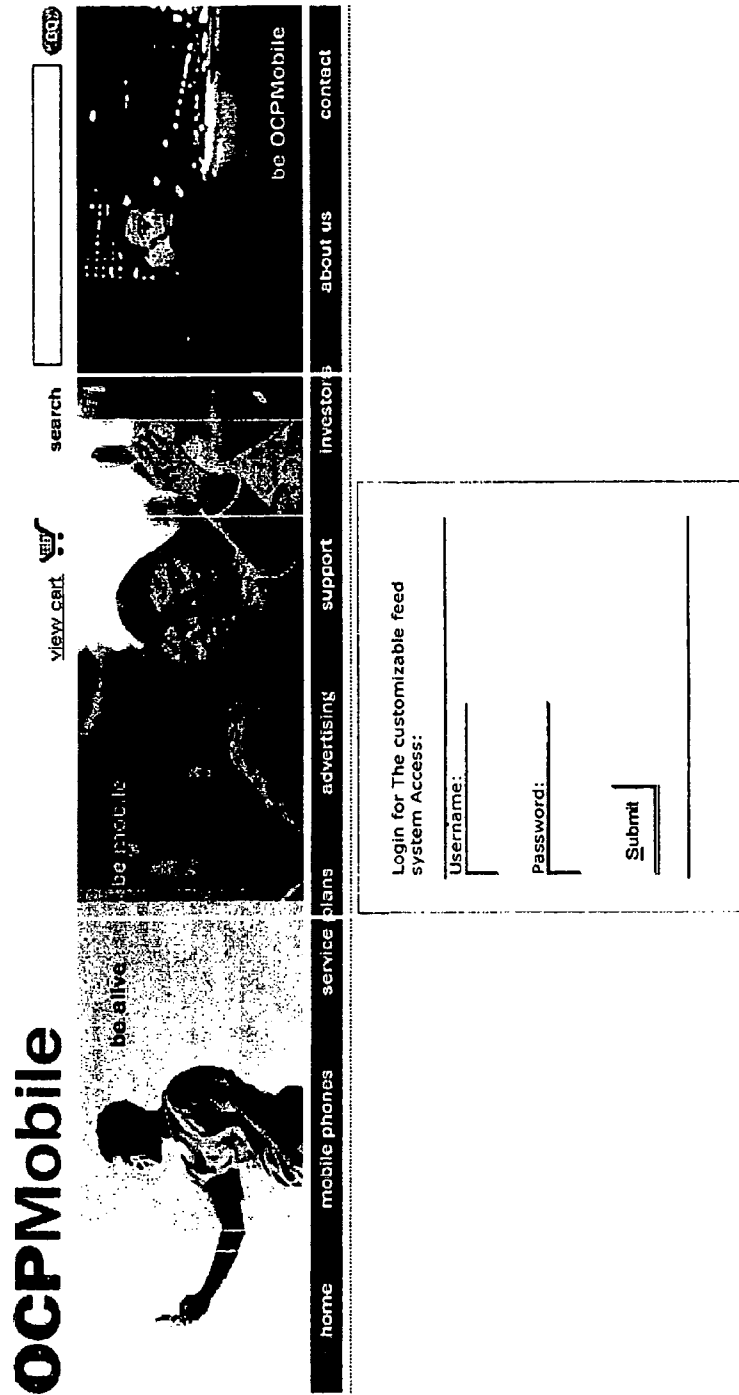 OCPMobile
view cart
search
be alive
be mobile
be OCPMobile
home mobile phones service plans advertising support investors about us contact
Login for The customizable feed
system Access:
Username:
Password:
Submit